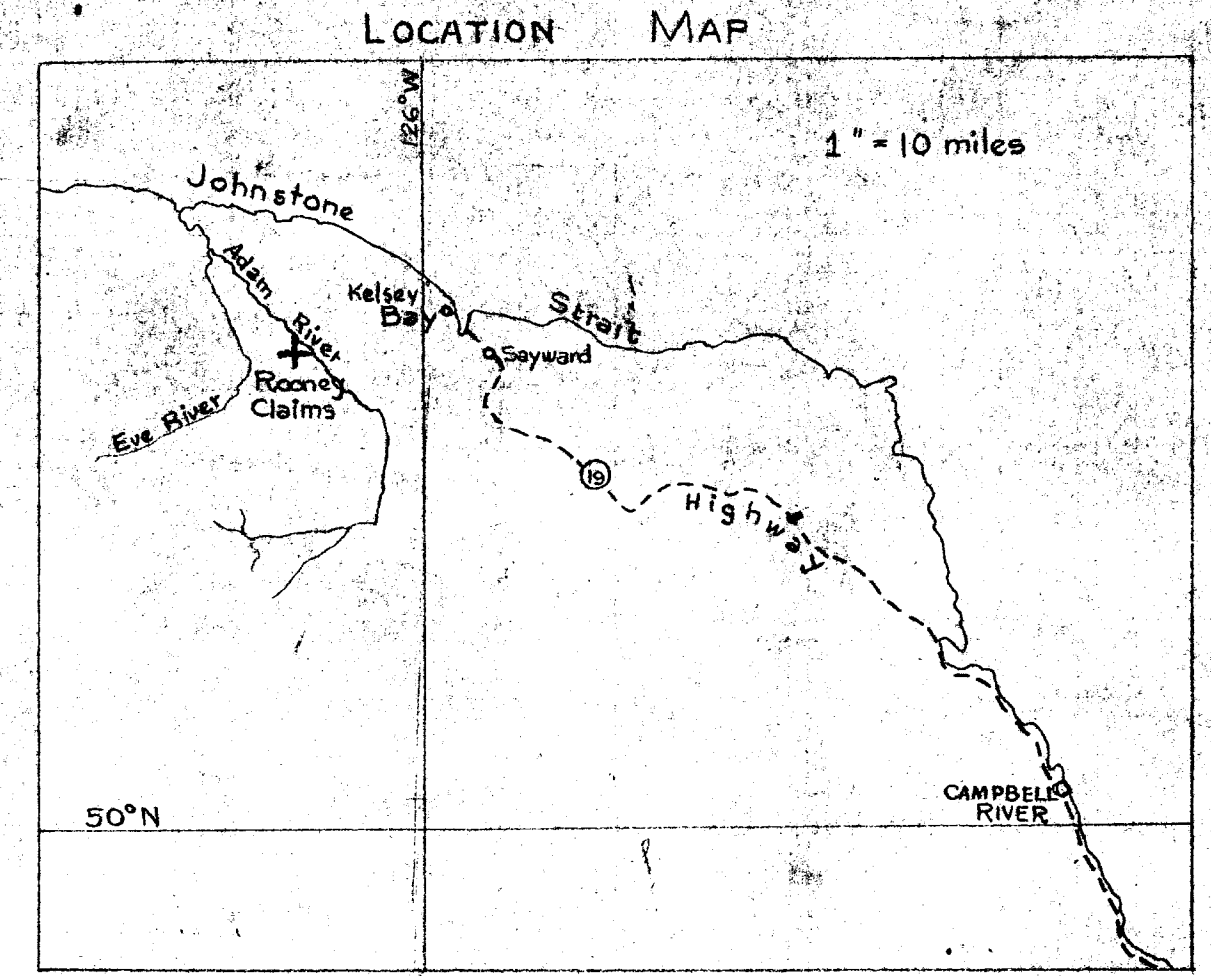 LOCATION MAP
126°W
1" = 10 miles
Johnstone
Adam
Kelsey
Bay
Strait
River
Sayward
Rooney
Claims
Eve River
19
Highway
CAMPBELL
RIVER
50°N